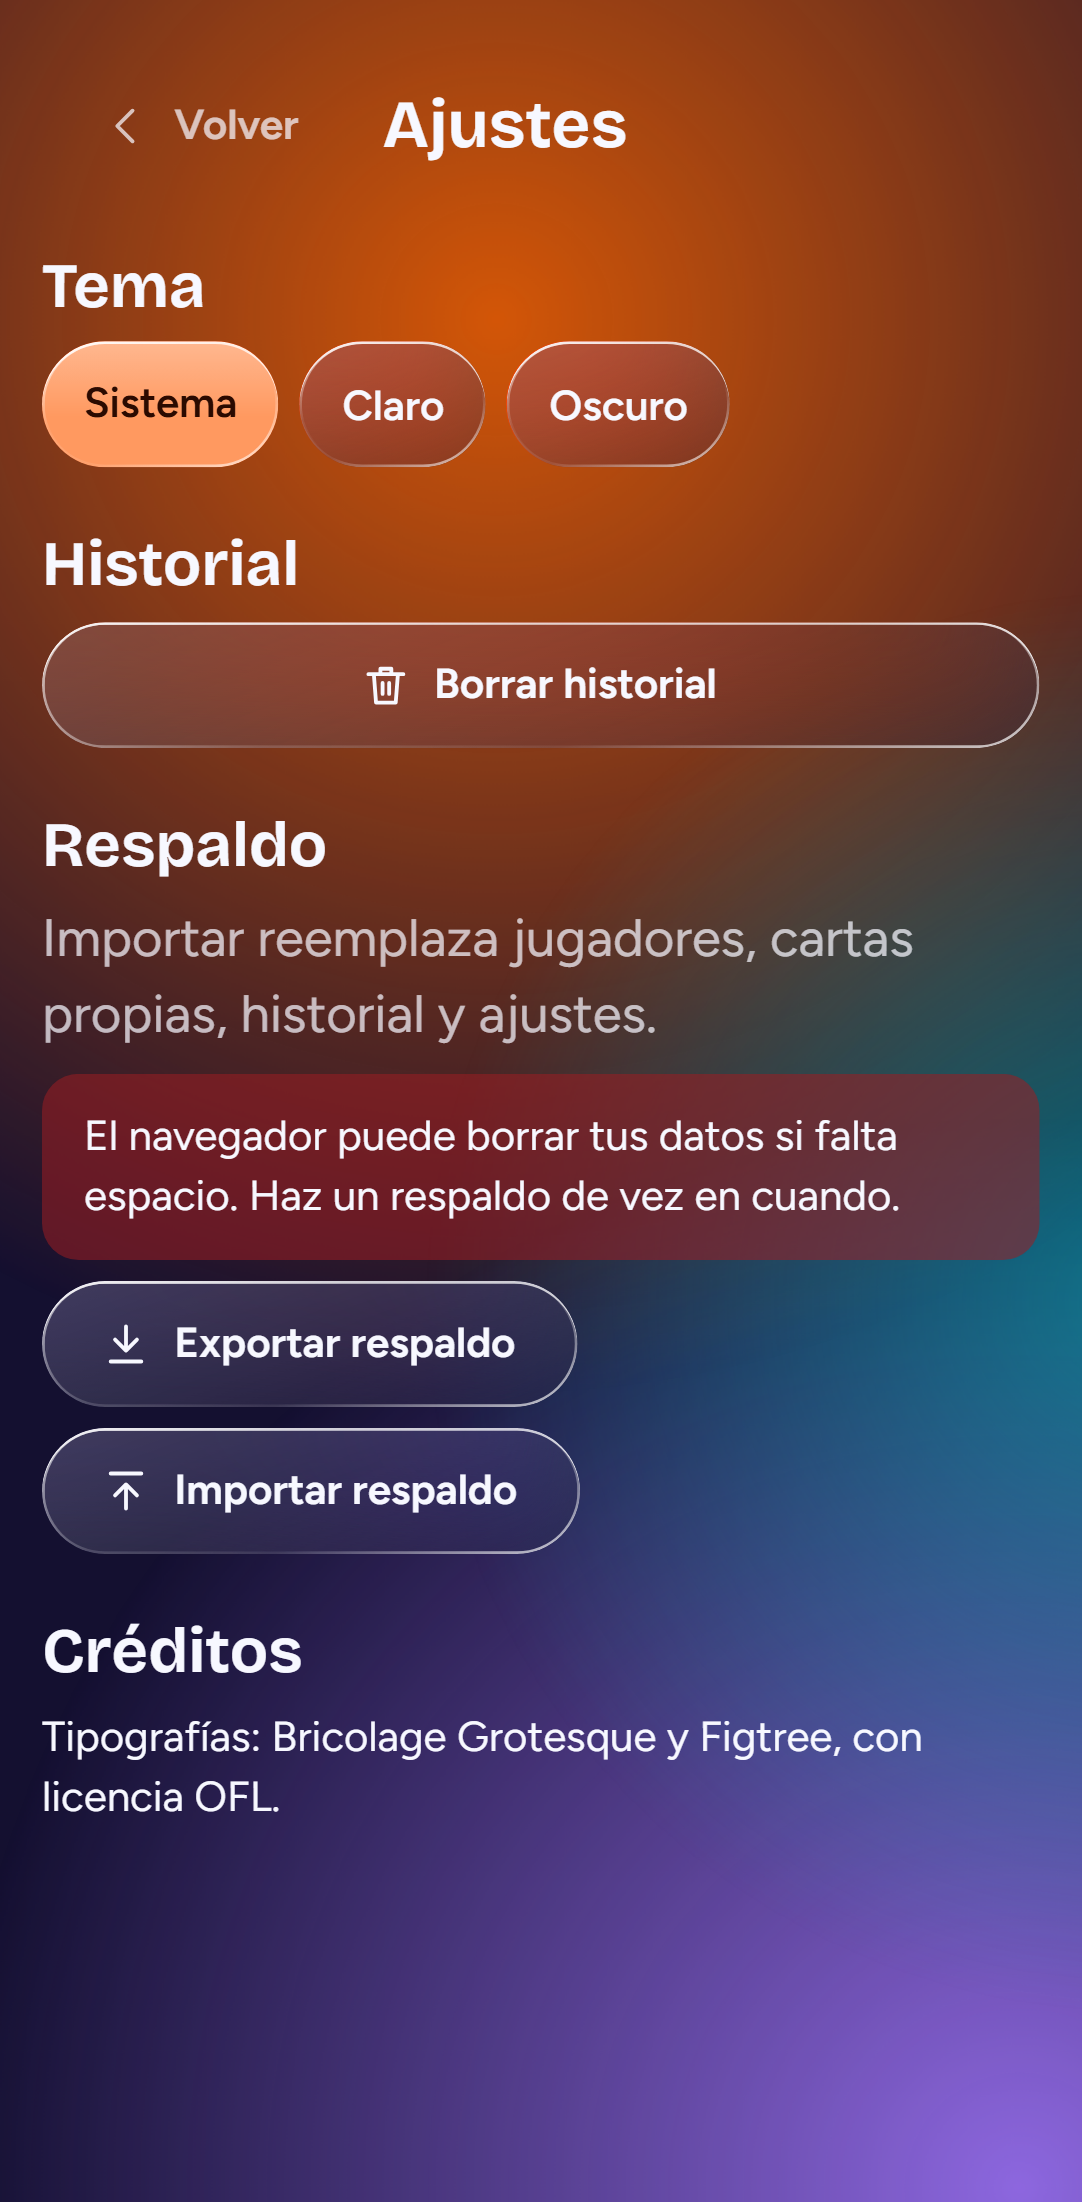 Volver
Ajustes
Tema
Sistema
Claro
Oscuro
Historial
Borrar historial
Respaldo
Importar reemplaza jugadores, cartas
propias, historial y ajustes.
El navegador puede borrar tus datos si falta
espacio. Haz un respaldo de vez en cuando.
Exportar respaldo
Importar respaldo
Créditos
Tipografías: Bricolage Grotesque y Figtree, con
licencia OFL.